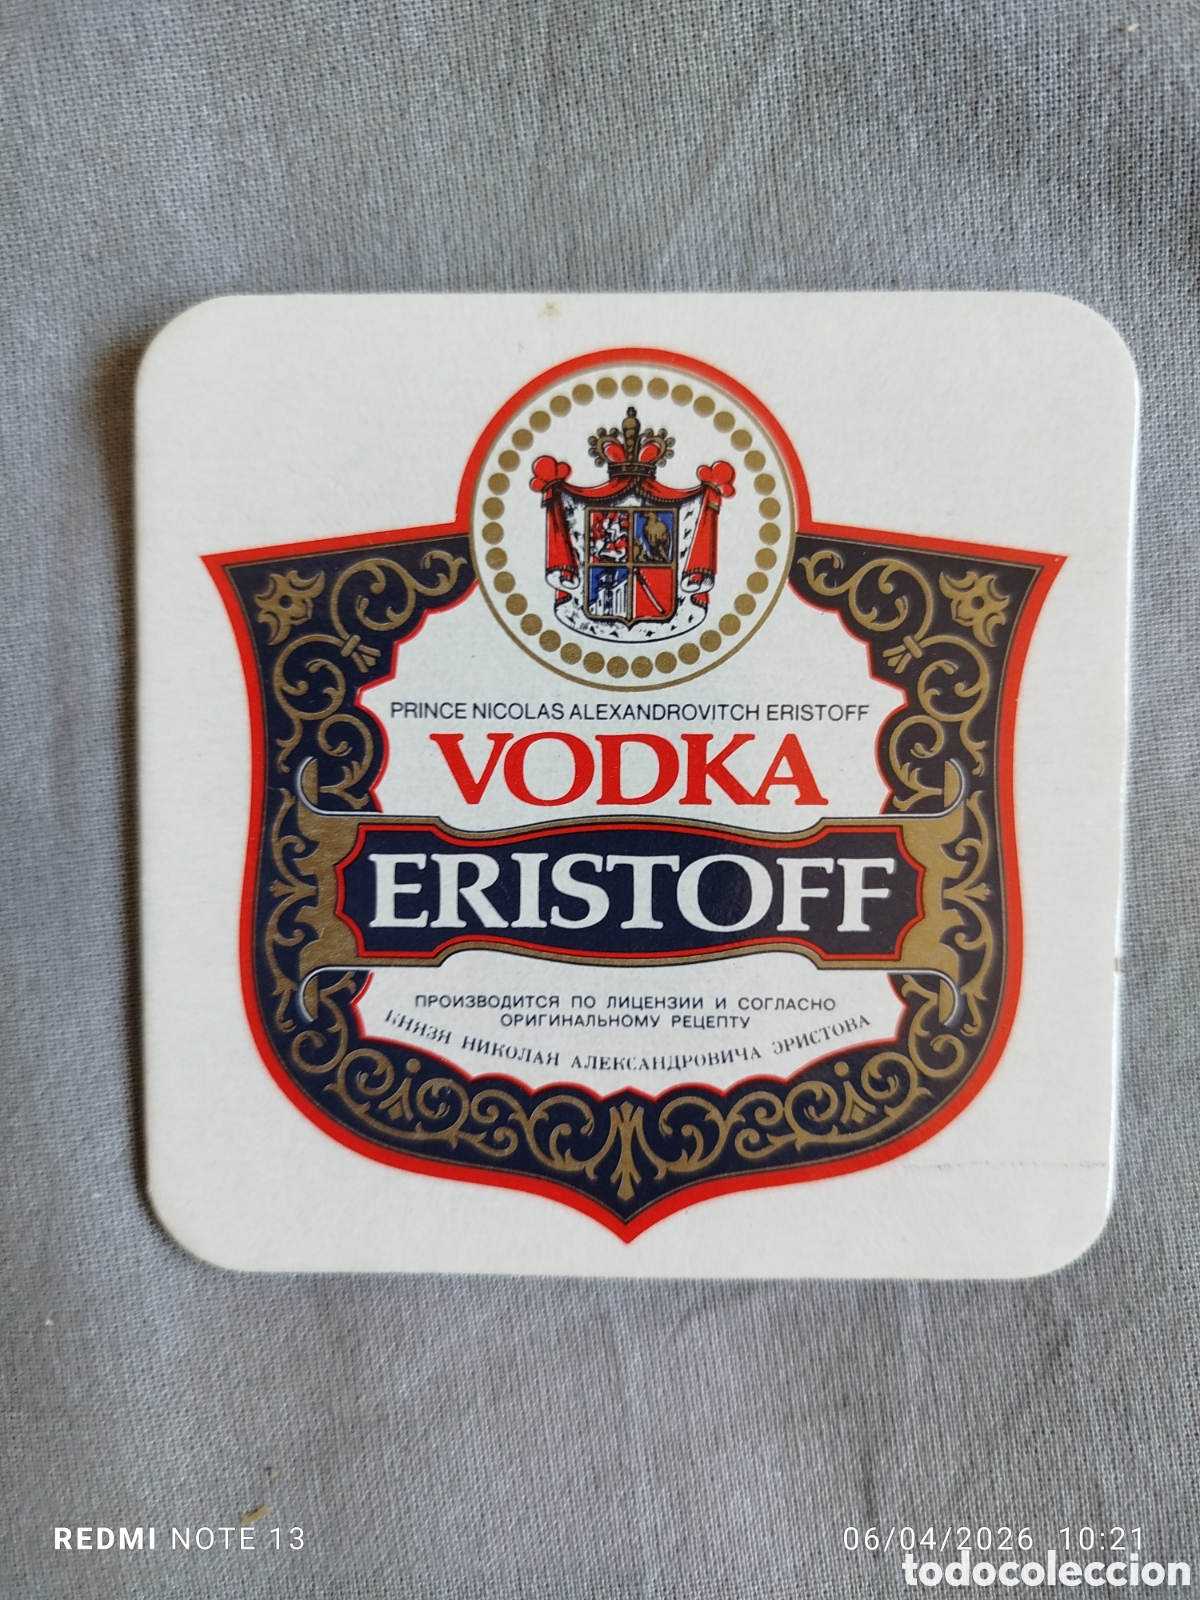 PRINCE NICOLAS ALEXANDROVITCH ERISTOFF
VODKA
ERISTOFF
ПРОИЗВОДИТСЯ ПО ЛИЦЕНЗИИ И СОГЛАСНО
ОРИГИНАЛЬНОМУ РЕЦЕПТУ
КНЯЗЯ НИКОЛАЯ АЛЕКСАНДРОВИЧА ЭРИСТОВА
REDMI NOTE 13
06/04/2026 10:21
todocoleccion